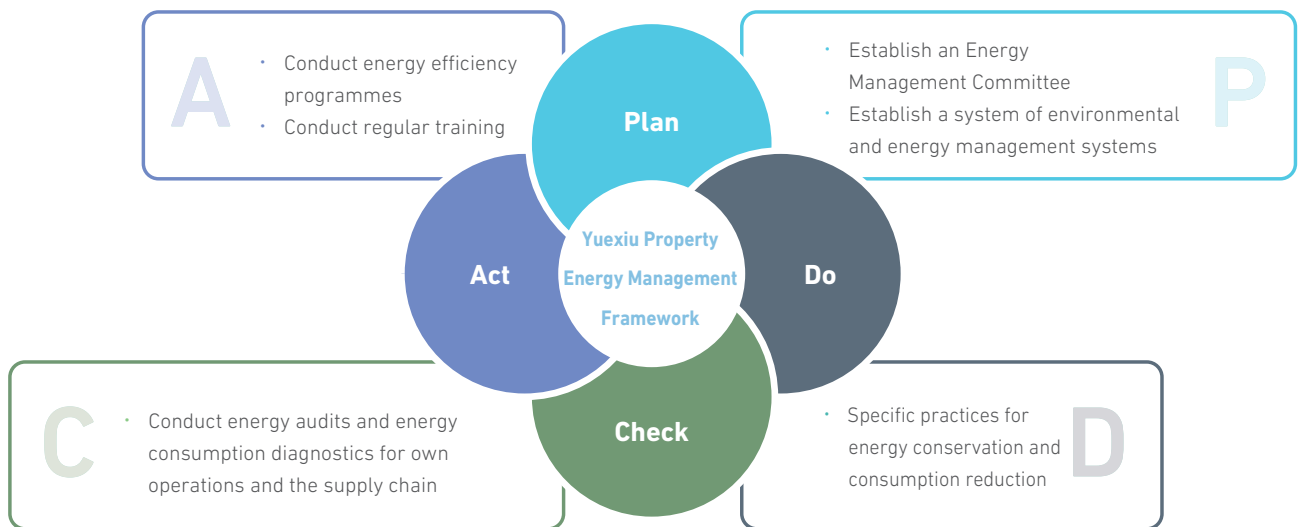 A
• Conduct energy efficiency
programmes
• Conduct regular training
Plan
• Establish an Energy
Management Committee
• Establish a system of environmental
and energy management systems
P
Act
Yuexiu Property
Energy Management
Framework
Do
C
• Conduct energy audits and energy
consumption diagnostics for own
operations and the supply chain
Check
• Specific practices for
energy conservation and
consumption reduction
D